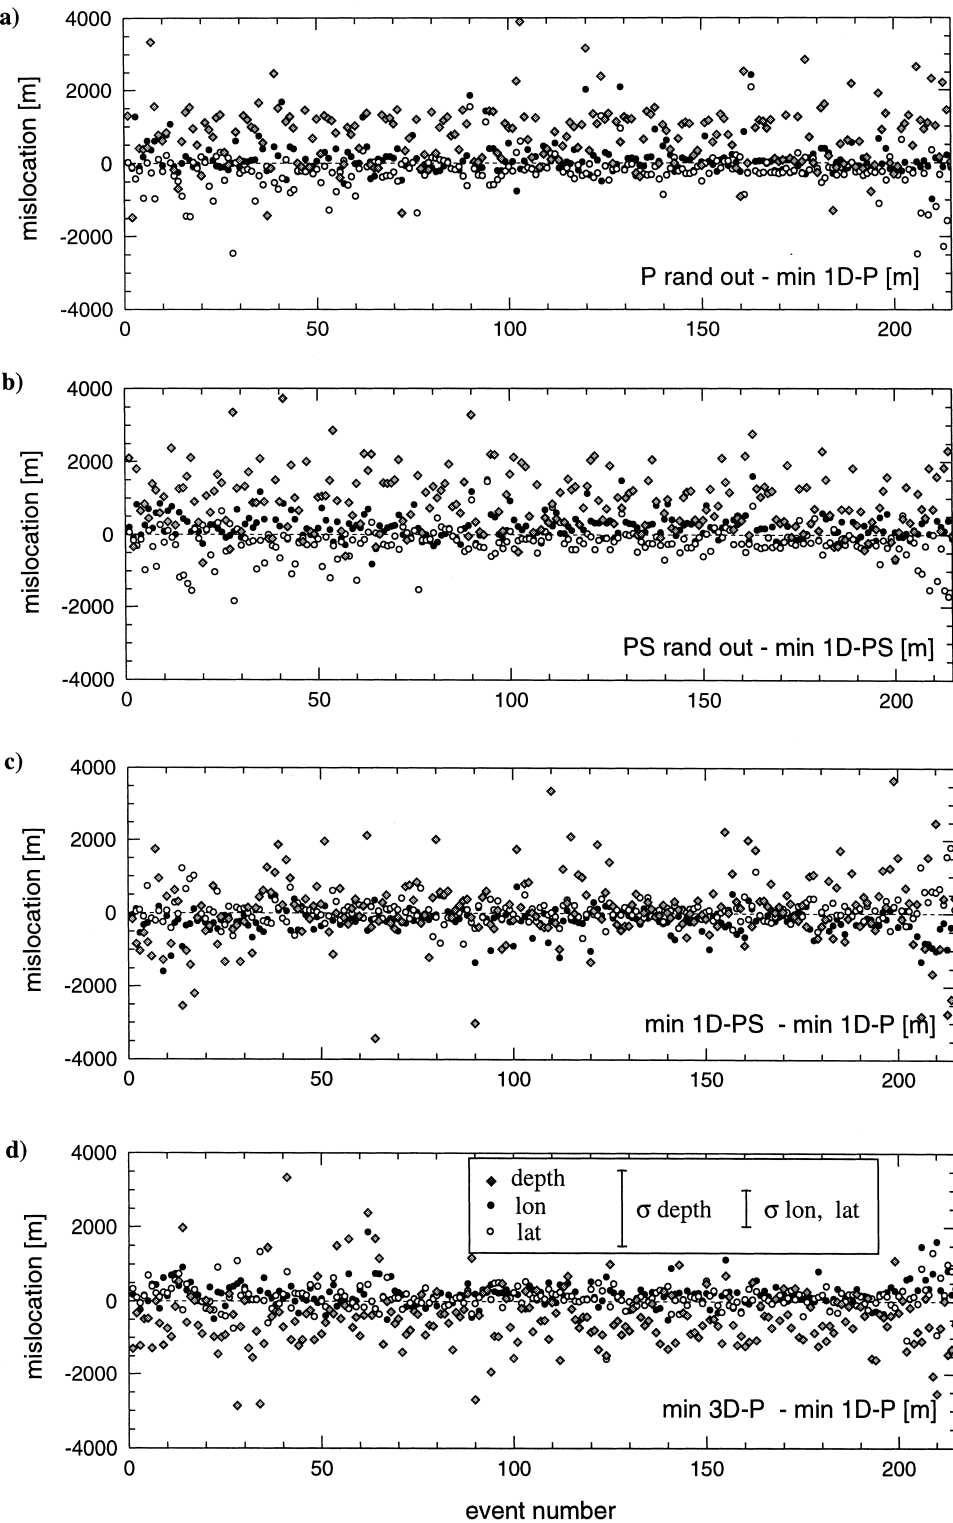 a)
4000
2000
0
-2000
-4000
mislocation [m]
P rand out - min 1D-P [m]
0 50 100 150 200
b)
4000
2000
0
-2000
-4000
mislocation [m]
PS rand out - min 1D-PS [m]
0 50 100 150 200
c)
4000
2000
0
-2000
-4000
mislocation [m]
min 1D-PS - min 1D-P [m]
0 50 100 150 200
d)
4000
2000
0
-2000
-4000
mislocation [m]
depth
lon
lat
σ depth
σ lon, lat
min 3D-P - min 1D-P [m]
0 50 100 150 200
event number